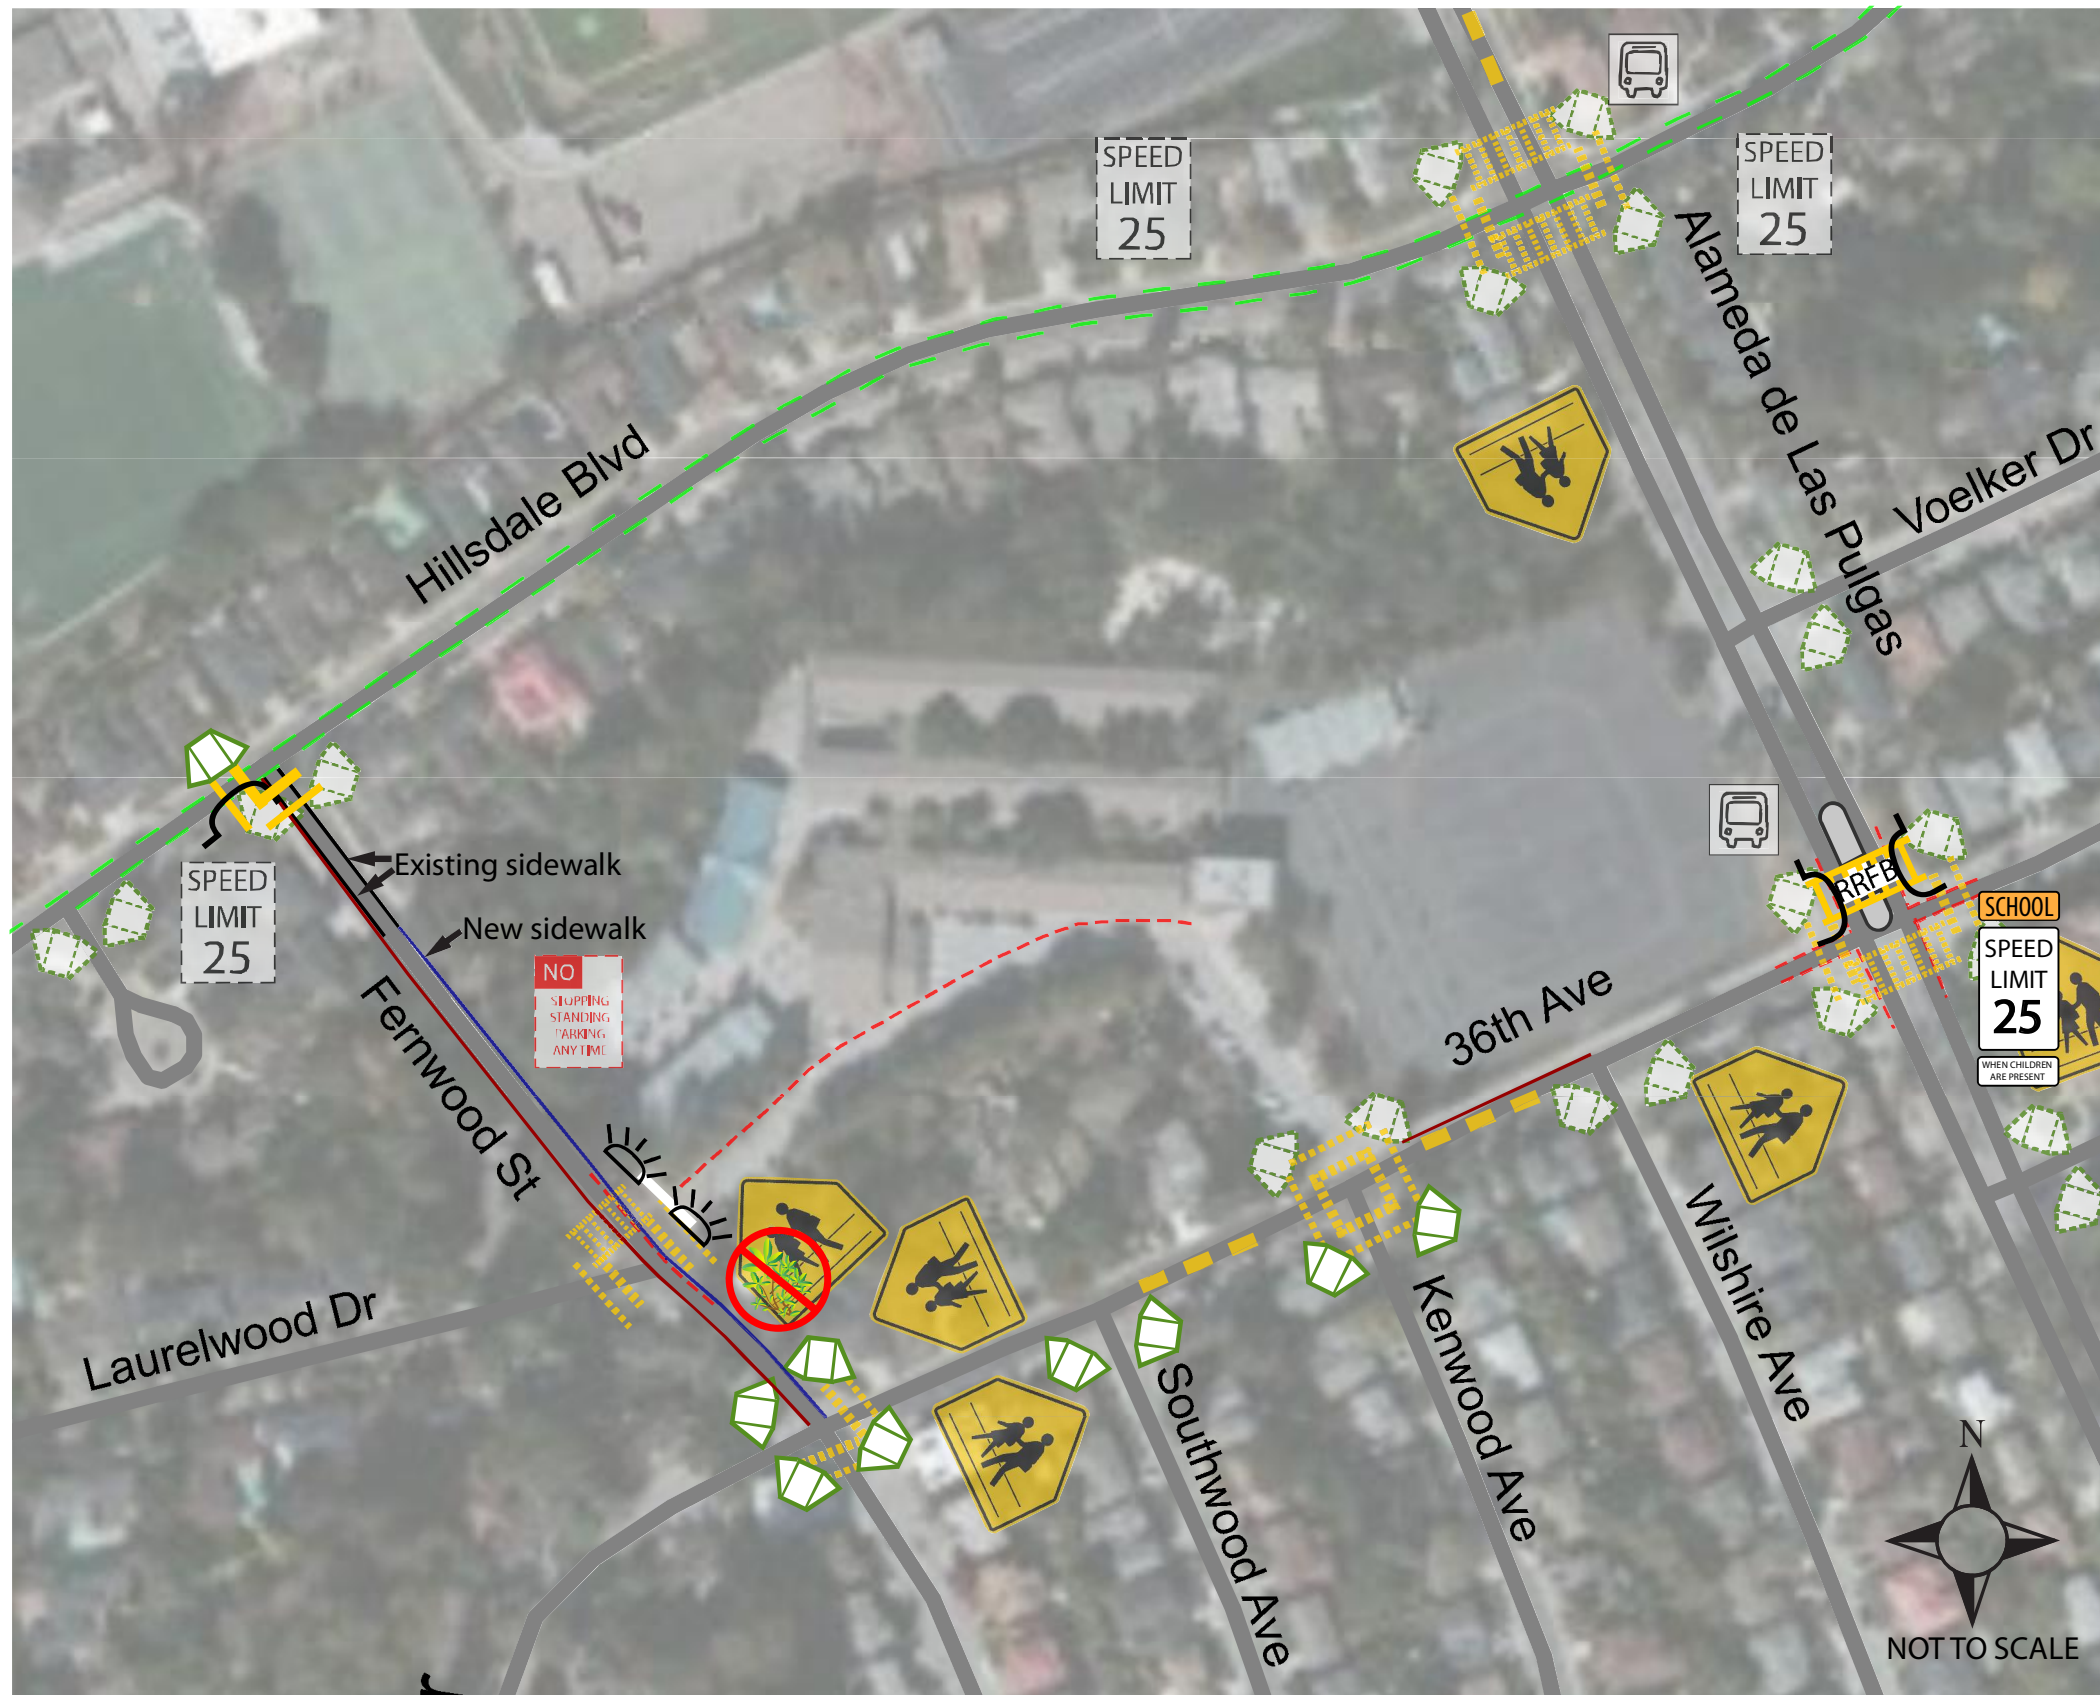 SPEED
LIMIT
25
SPEED
LIMIT
25
Alameda de Las Pulgas
Voelker Dr
Hillsdale Blvd
Existing sidewalk
SPEED
LIMIT
25
New sidewalk
NO
STOPPING
STANDING
PARKING
ANY TIME
RRFB
SCHOOL
SPEED
LIMIT
25
WHEN CHILDREN
ARE PRESENT
36th Ave
Fernwood St
Laurelwood Dr
Wilshire Ave
Kenwood Ave
Southwood Ave
N
NOT TO SCALE